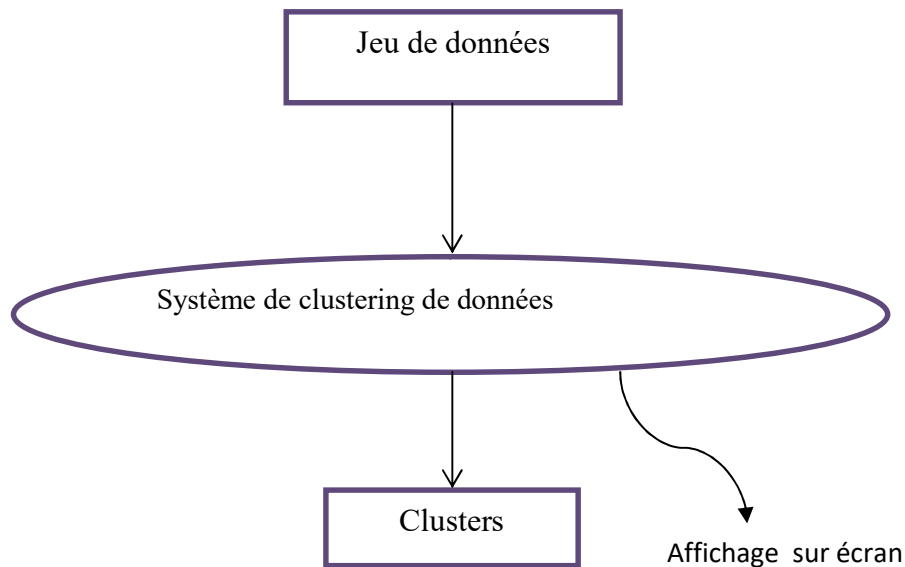 Jeu de données
Système de clustering de données
Clusters
Affichage  sur écran